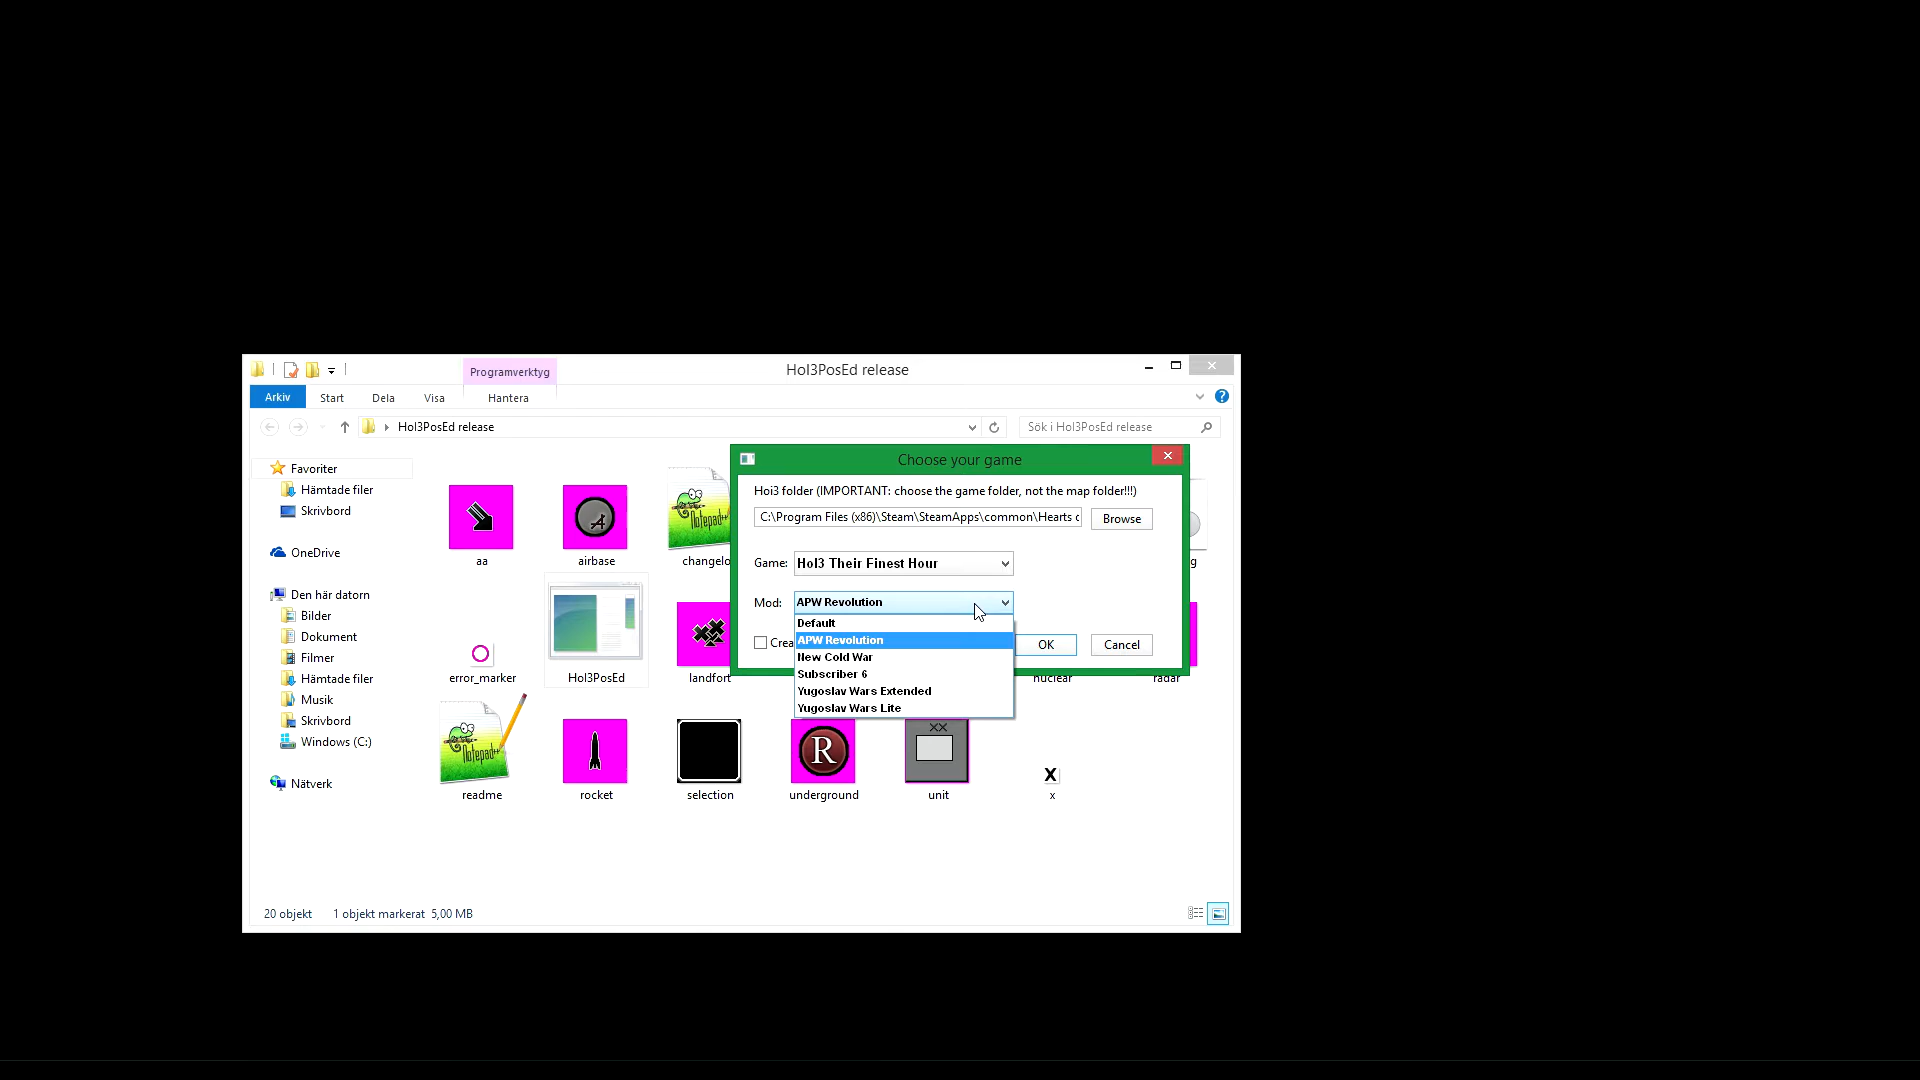 Programverktyg
HoI3PosEd release
Arkiv
Start
Dela
Visa
Hantera
HoI3PosEd release
Sök i HoI3PosEd release
Favoriter
Hämtade filer
Skrivbord
OneDrive
Den här datorn
Bilder
Dokument
Filmer
Hämtade filer
Musik
Skrivbord
Windows (C:)
Nätverk
Notepad++
aa
airbase
changelo
g
error_marker
HoI3PosEd
landfort
nuclear
radar
Notepad++
R
XX
X
readme
rocket
selection
underground
unit
x
Choose your game
Hoi3 folder (IMPORTANT: choose the game folder, not the map folder!!!)
C:\Program Files (x86)\Steam\SteamApps\common\Hearts o
Browse
Game:
HoI3 Their Finest Hour
Mod:
APW Revolution
Default
APW Revolution
New Cold War
Subscriber 6
Yugoslav Wars Extended
Yugoslav Wars Lite
Crea
OK
Cancel
20 objekt
1 objekt markerat 5,00 MB